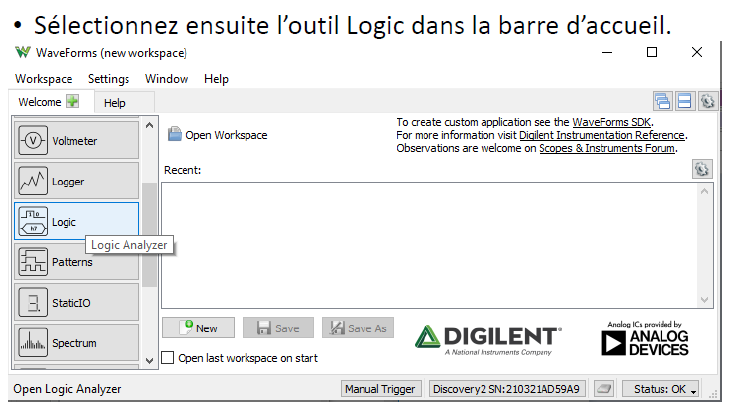 • Sélectionnez ensuite l’outil Logic dans la barre d’accueil.
WaveForms (new workspace)
Workspace Settings Window Help
Welcome Help
Voltmeter
Logger
Logic
Logic Analyzer
Patterns
StaticIO
Spectrum
Open Workspace
To create custom application see the WaveForms SDK.
For more information visit Digilent Instrumentation Reference.
Observations are welcome on Scopes & Instruments Forum.
Recent:
New Save Save As
Open last workspace on start
DIGILENT®
A National Instruments Company
Analog ICs provided by
ANALOG
DEVICES
Open Logic Analyzer Manual Trigger Discovery2 SN:210321AD59A9 Status: OK